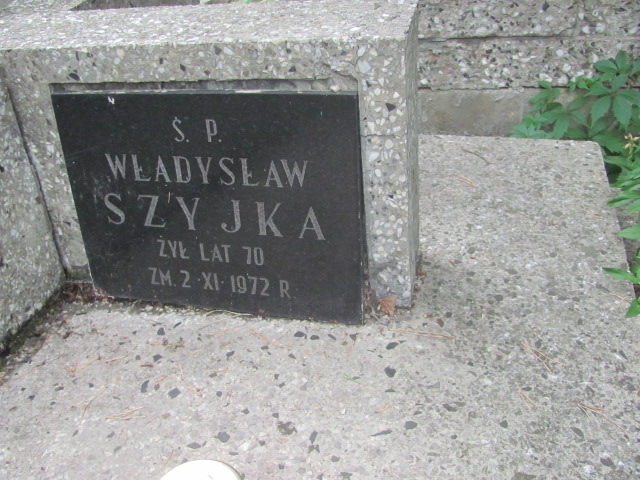 Ś. P.
WŁADYSŁAW
SZYJKA
ŻYŁ LAT 70
ZM. 2-XI-1972 R.